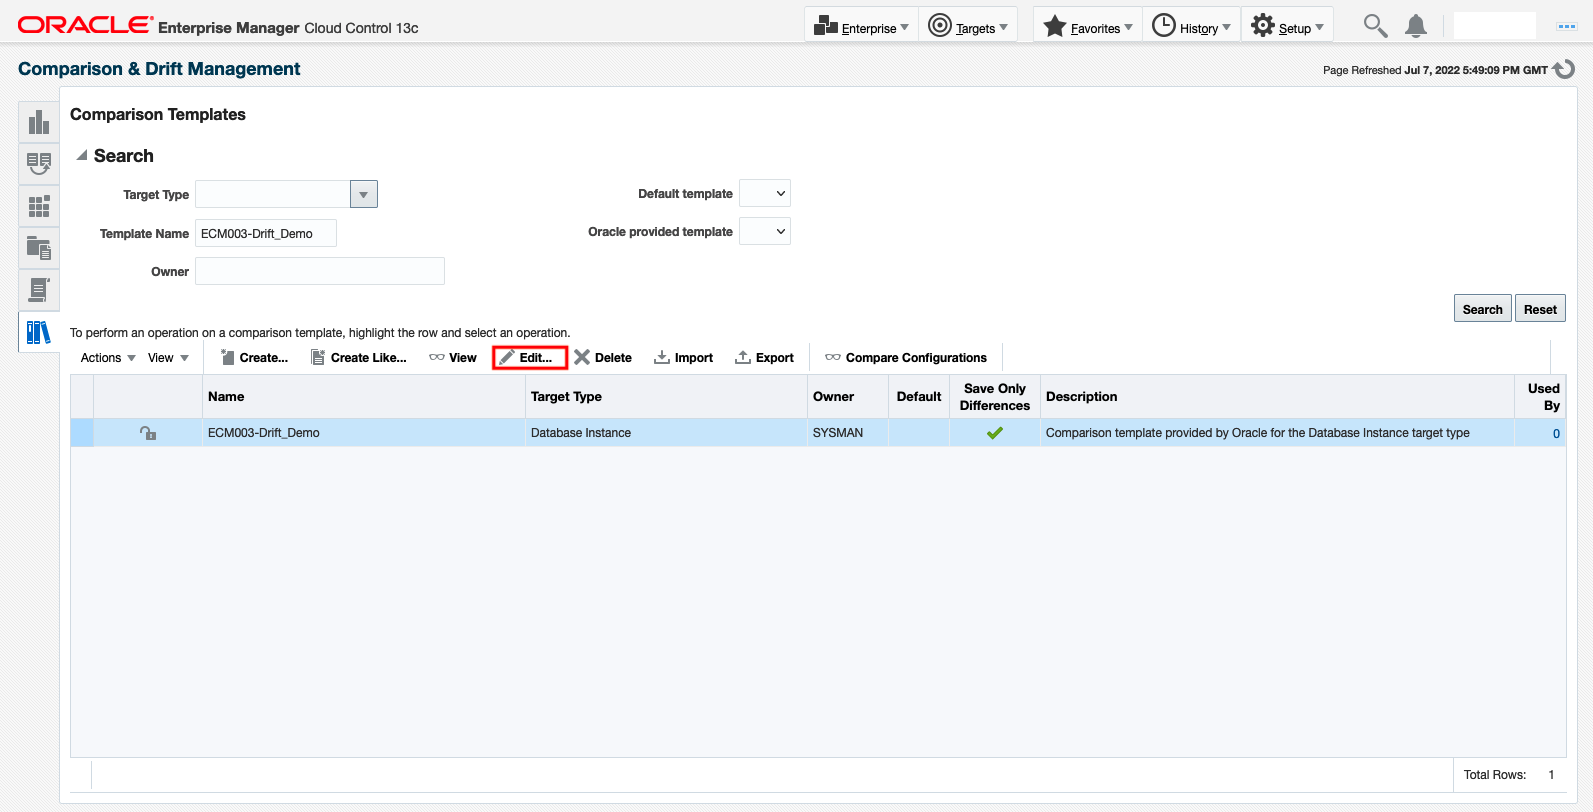 ORACLE Enterprise Manager Cloud Control 13c
Enterprise Targets Favorites History Setup
Comparison & Drift Management
Page Refreshed Jul 7, 2022 5:49:09 PM GMT
Comparison Templates
Search
Target Type Default template
Template Name ECM003-Drift_Demo Oracle provided template
Owner
Search Reset
To perform an operation on a comparison template, highlight the row and select an operation.
Actions View Create... Create Like... View Edit... Delete Import Export Compare Configurations
Name Target Type Owner Default Save Only Differences Description Used By
ECM003-Drift_Demo Database Instance SYSMAN Comparison template provided by Oracle for the Database Instance target type 0
Total Rows: 1